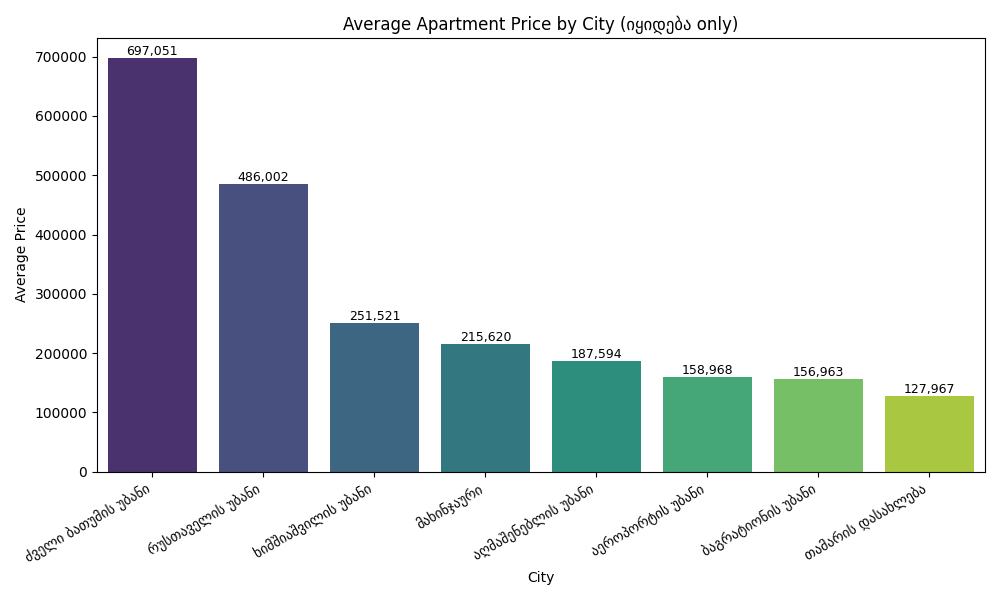 Average Apartment Price by City (იყიდება only)
697,051
486,002
251,521
215,620
187,594
158,968
156,963
127,967
Average Price
700000
600000
500000
400000
300000
200000
100000
0
ძველი ბათუმის უბანი
რუსთაველის უბანი
ხიმშიაშვილის უბანი
მახინჯაური
აღმაშენებლის უბანი
აეროპორტის უბანი
ბაგრატიონის უბანი
თამარის დასახლება
City